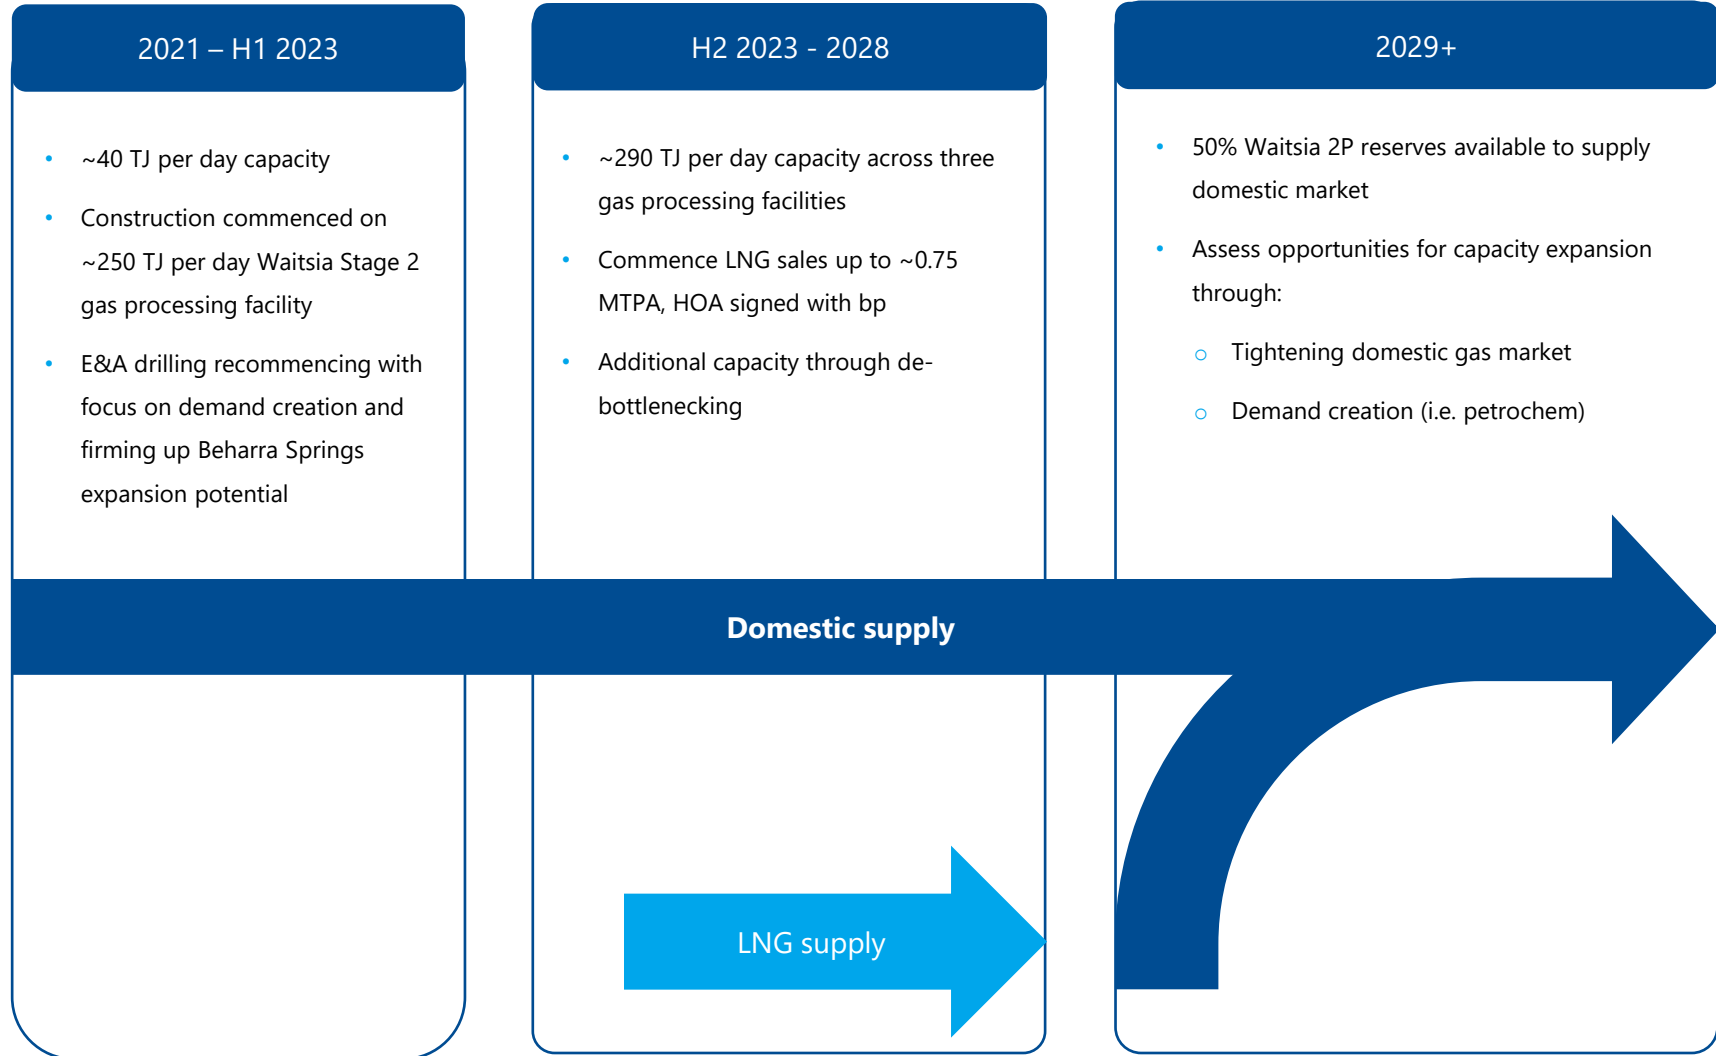 2021 – H1 2023
• ~40 TJ per day capacity
• Construction commenced on
~250 TJ per day Waitsia Stage 2
gas processing facility
• E&A drilling recommencing with
focus on demand creation and
firming up Beharra Springs
expansion potential
H2 2023 - 2028
• ~290 TJ per day capacity across three
gas processing facilities
• Commence LNG sales up to ~0.75
MTPA, HOA signed with bp
• Additional capacity through de-
bottlenecking
2029+
• 50% Waitsia 2P reserves available to supply
domestic market
• Assess opportunities for capacity expansion
through:
o Tightening domestic gas market
o Demand creation (i.e. petrochem)
Domestic supply
LNG supply